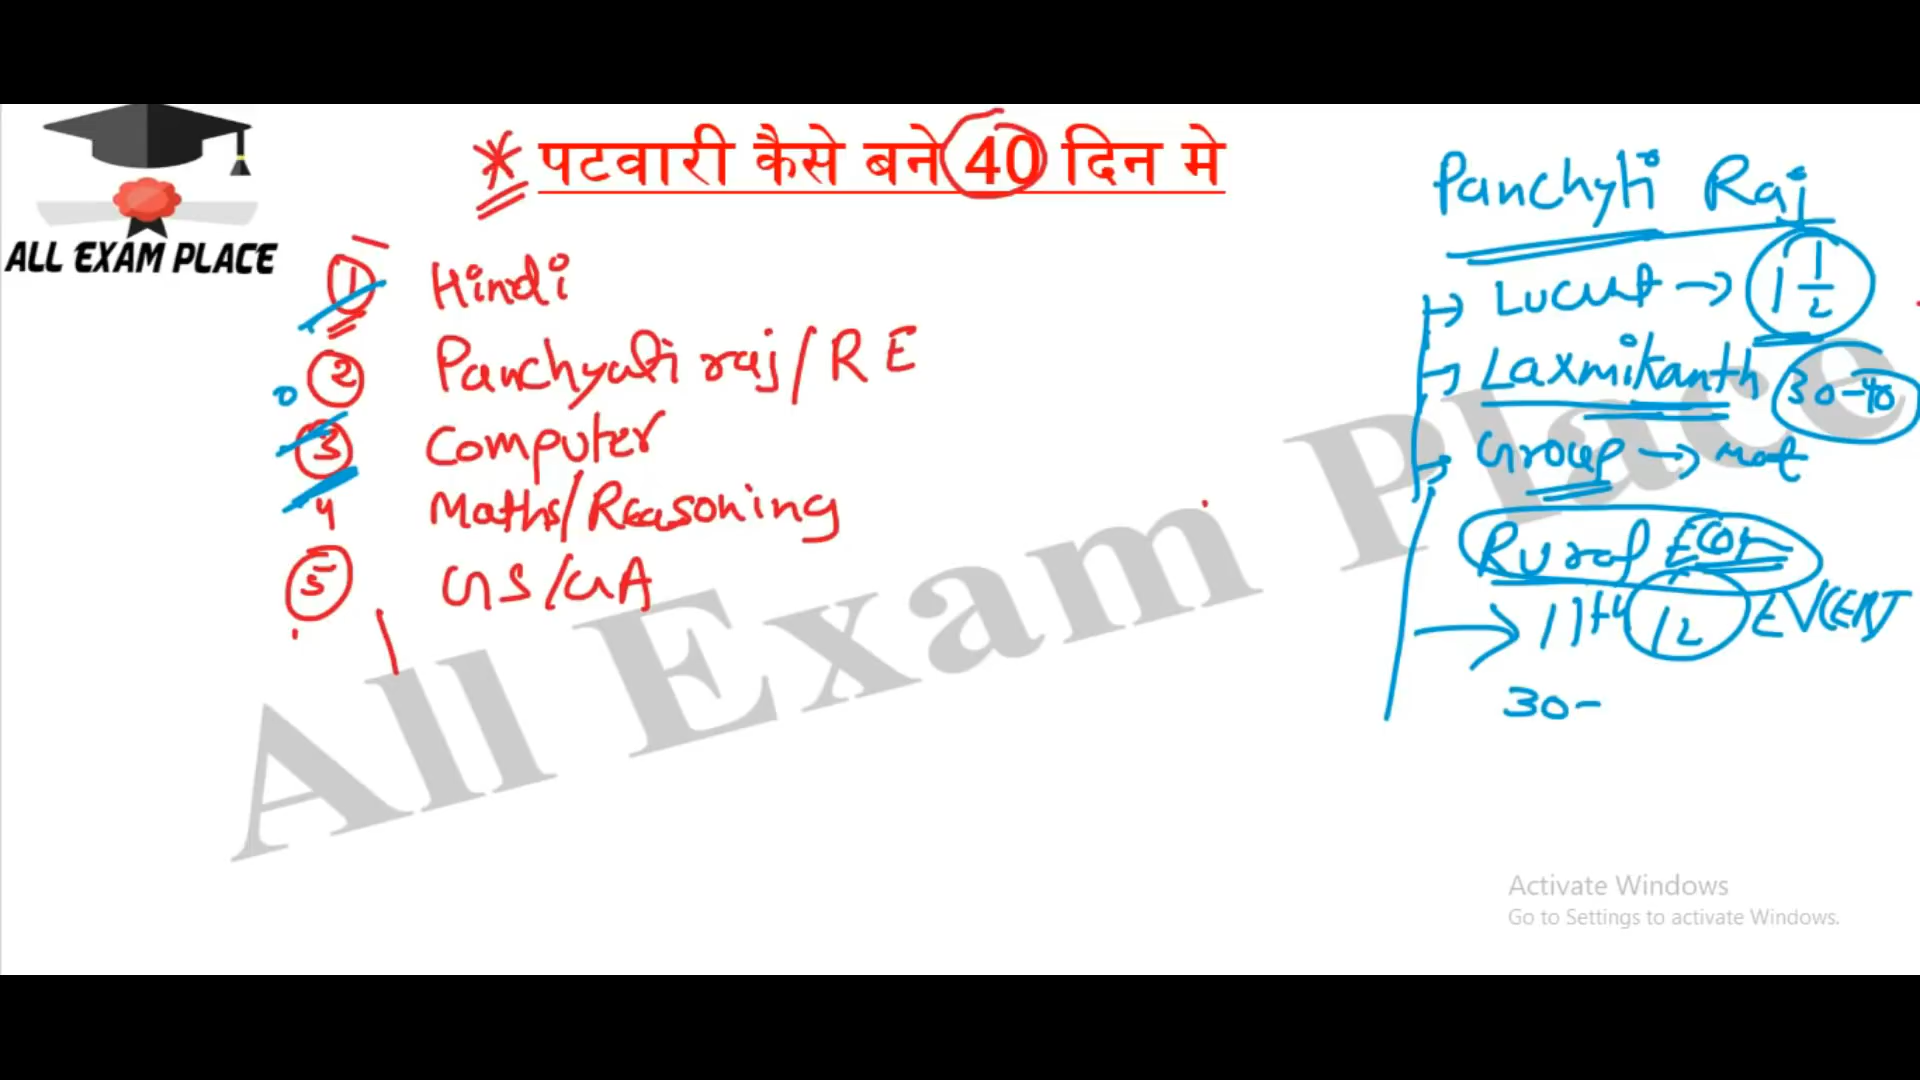 ALL EXAM PLACE
* पटवारी कैसे बने 40 दिन मे
1 Hindi
2 Panchyati raj/RE
3 Computer
4 Maths/Reasoning
5 GS/GA
Panchyti Raj
Lucent → 1 1/2
Laxmikanth 30-40
Group →
Rural Econ
11th 12
30-
All Exam Place
Activate Windows
Go to Settings to activate Windows.